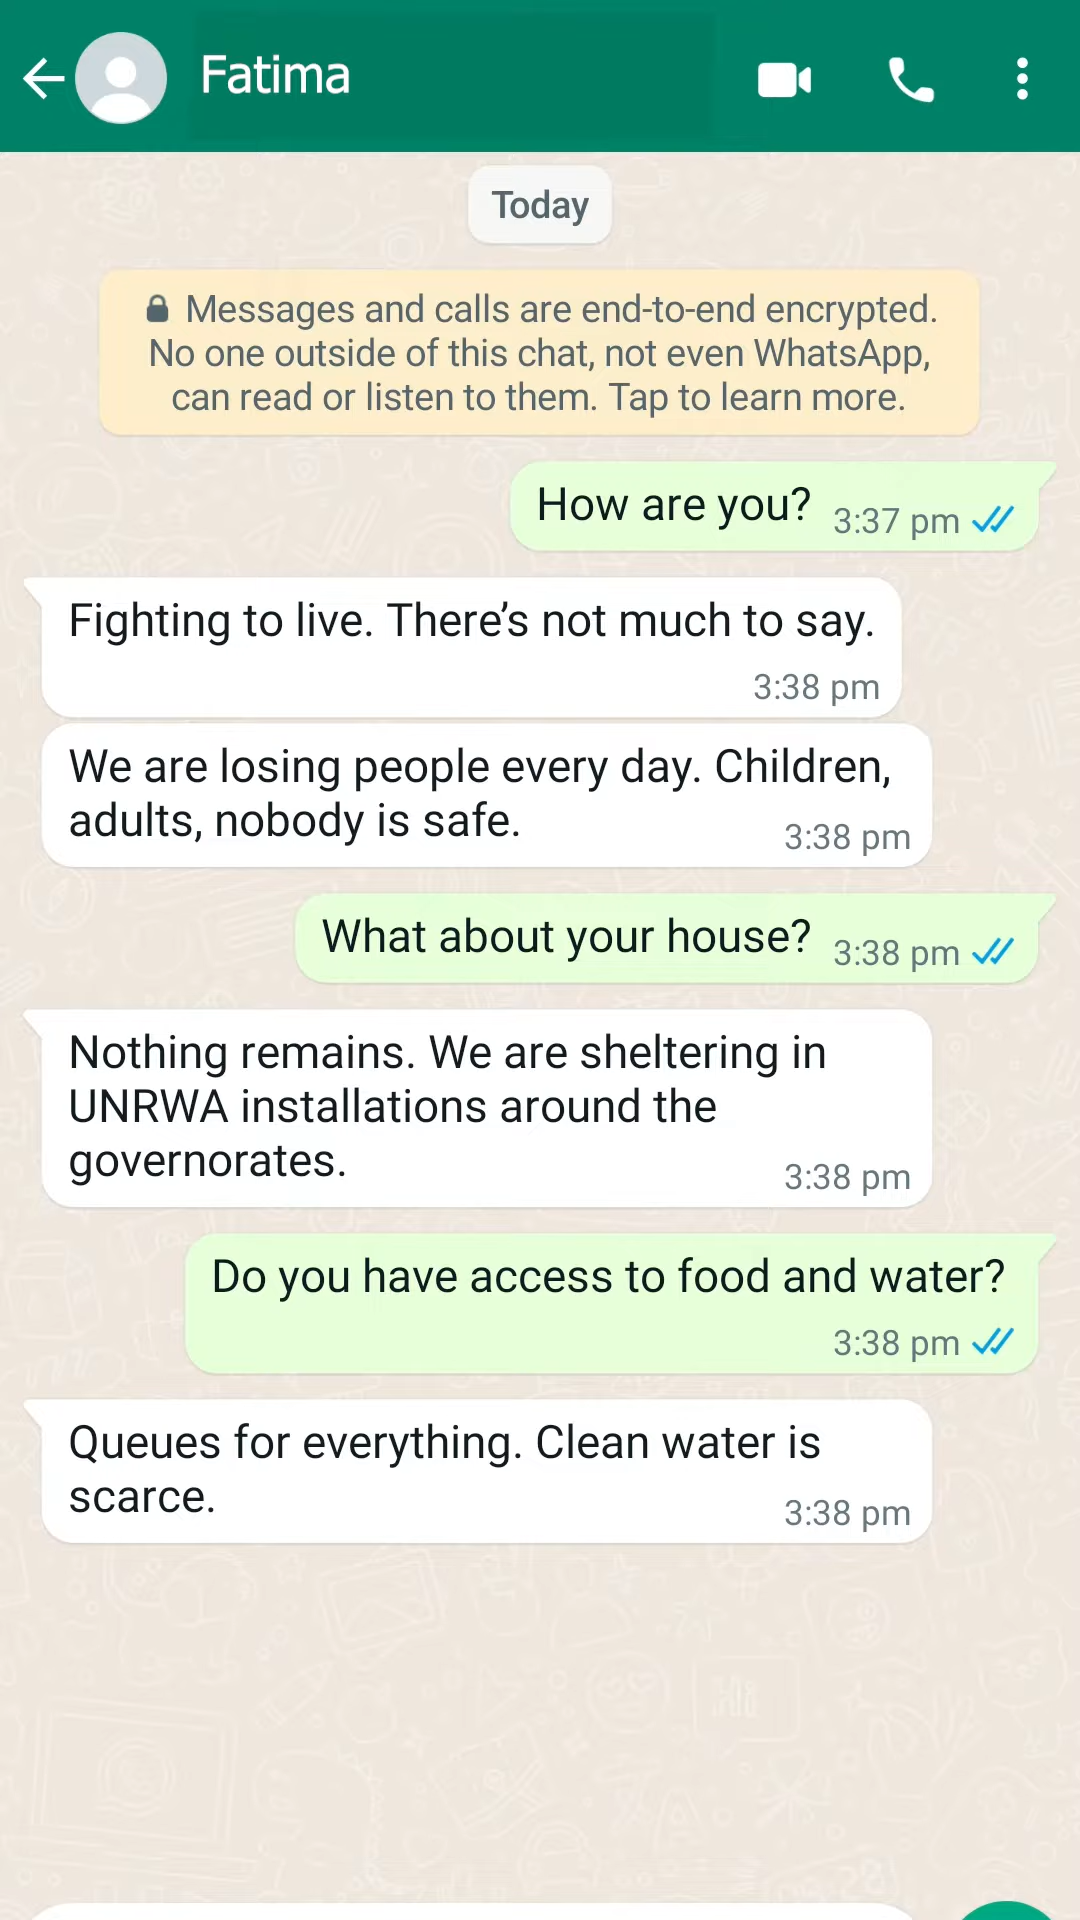 Fatima
Today
Messages and calls are end-to-end encrypted.
No one outside of this chat, not even WhatsApp,
can read or listen to them. Tap to learn more.
How are you? 3:37 pm
Fighting to live. There’s not much to say.
3:38 pm
We are losing people every day. Children,
adults, nobody is safe. 3:38 pm
What about your house? 3:38 pm
Nothing remains. We are sheltering in
UNRWA installations around the
governorates. 3:38 pm
Do you have access to food and water?
3:38 pm
Queues for everything. Clean water is
scarce. 3:38 pm